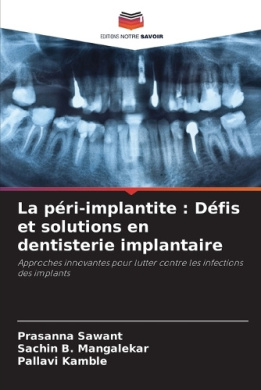 EDITIONS NOTRE SAVOIR
La péri-implantite : Défis
et solutions en
dentisterie implantaire
Approches innovantes pour lutter contre les infections
des implants
Prasanna Sawant
Sachin B. Mangalekar
Pallavi Kamble